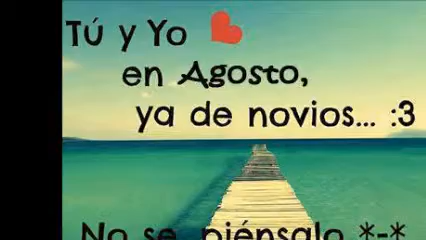 Tú y Yo
en Agosto,
ya de novios... :3
No se, piénsalo *-*